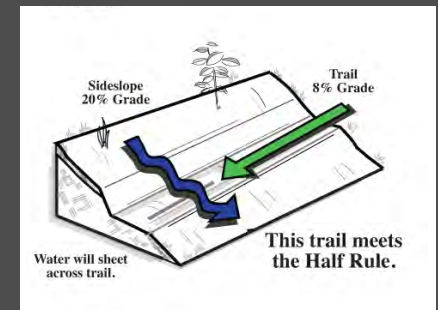 Sideslope
20% Grade
Trail
8% Grade
Water will sheet
across trail.
This trail meets
the Half Rule.